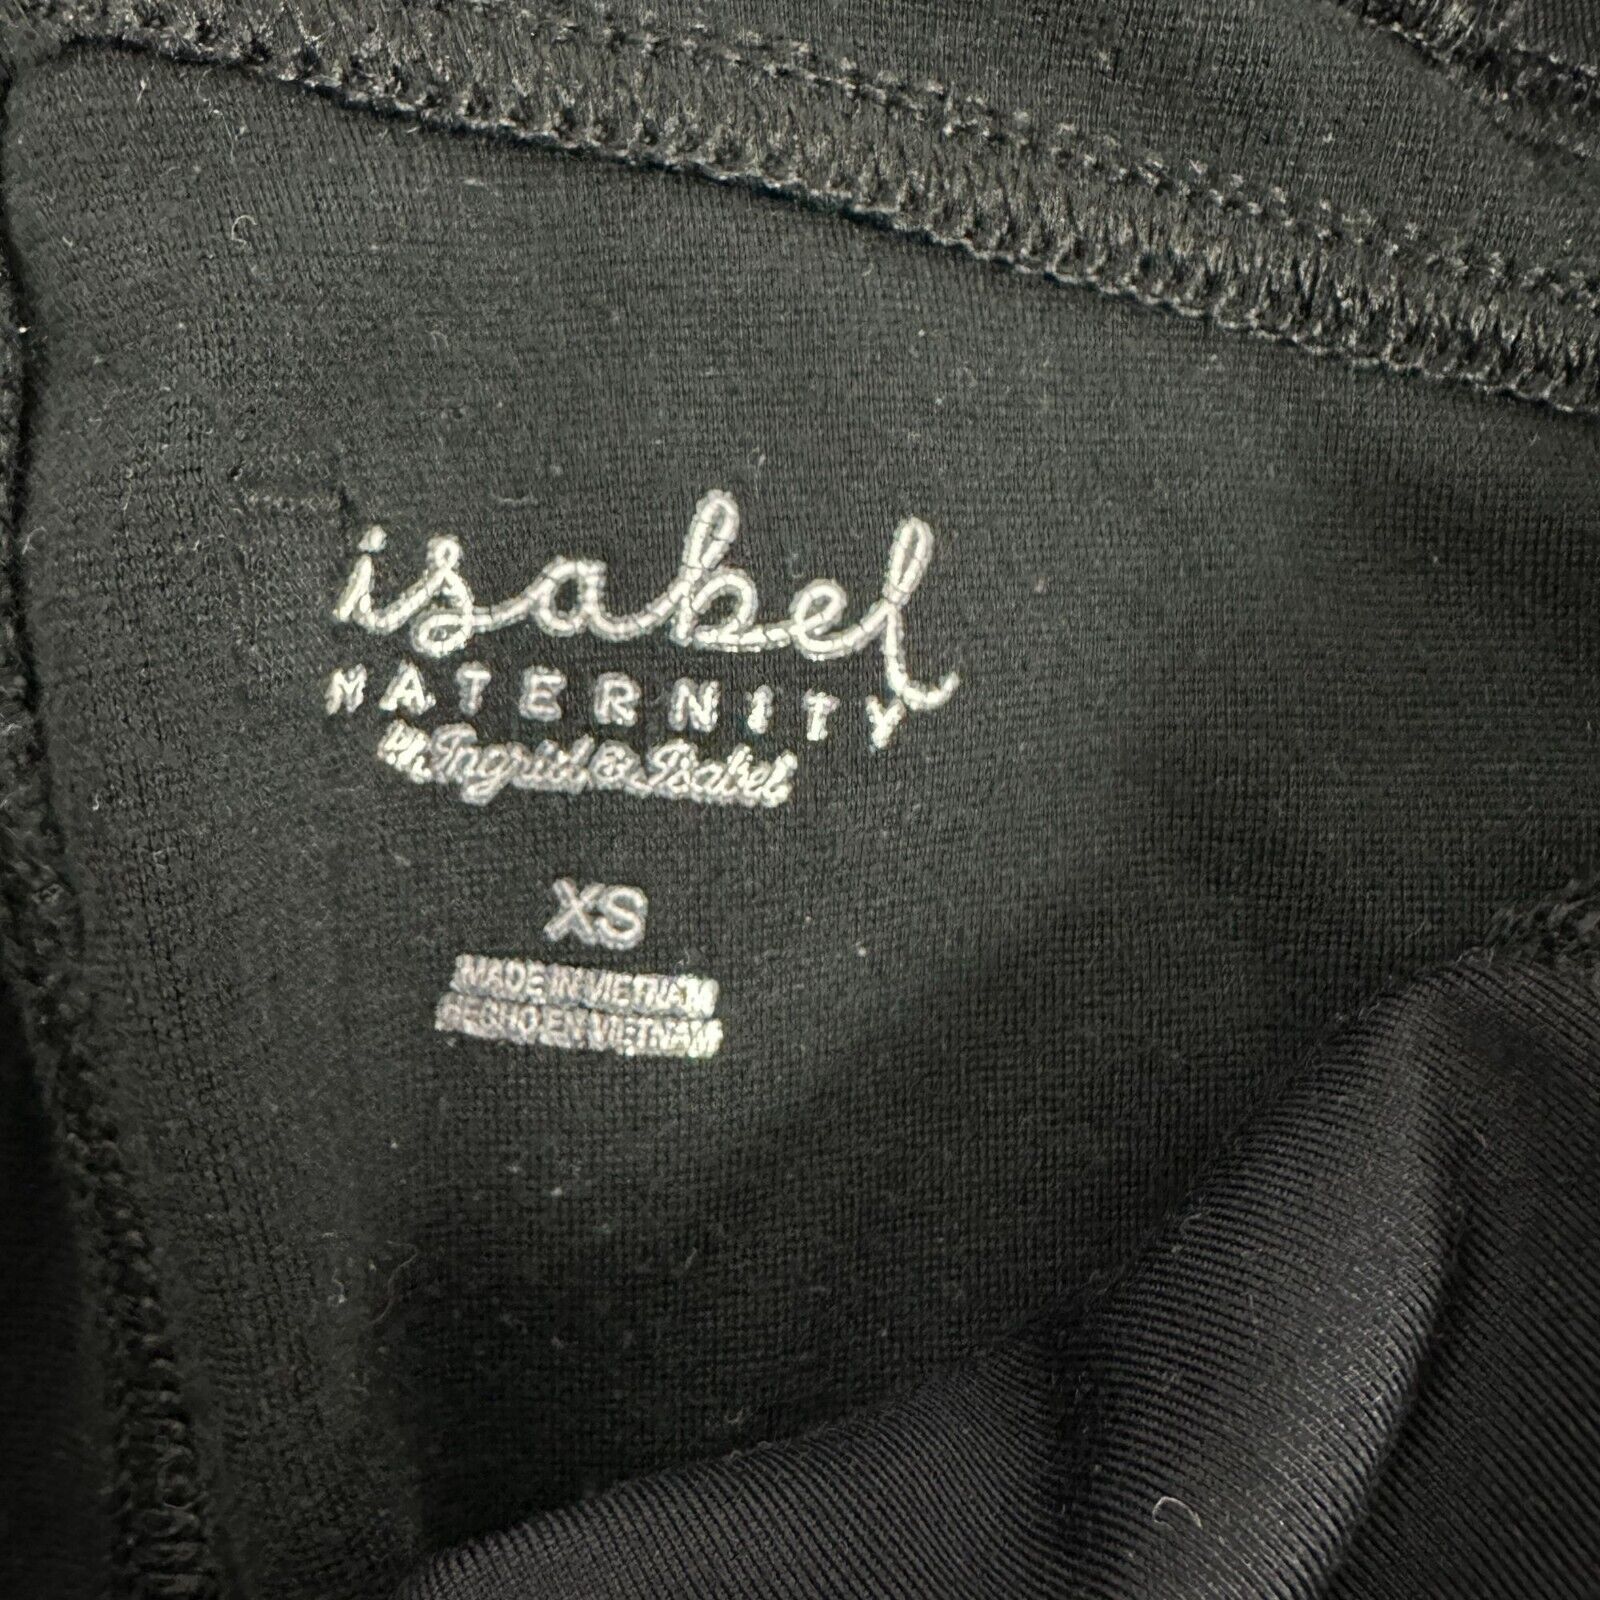 isabel
MATERNITY
by Ingrid & Isabel
XS
MADE IN VIETNAM
HECHO EN VIETNAM